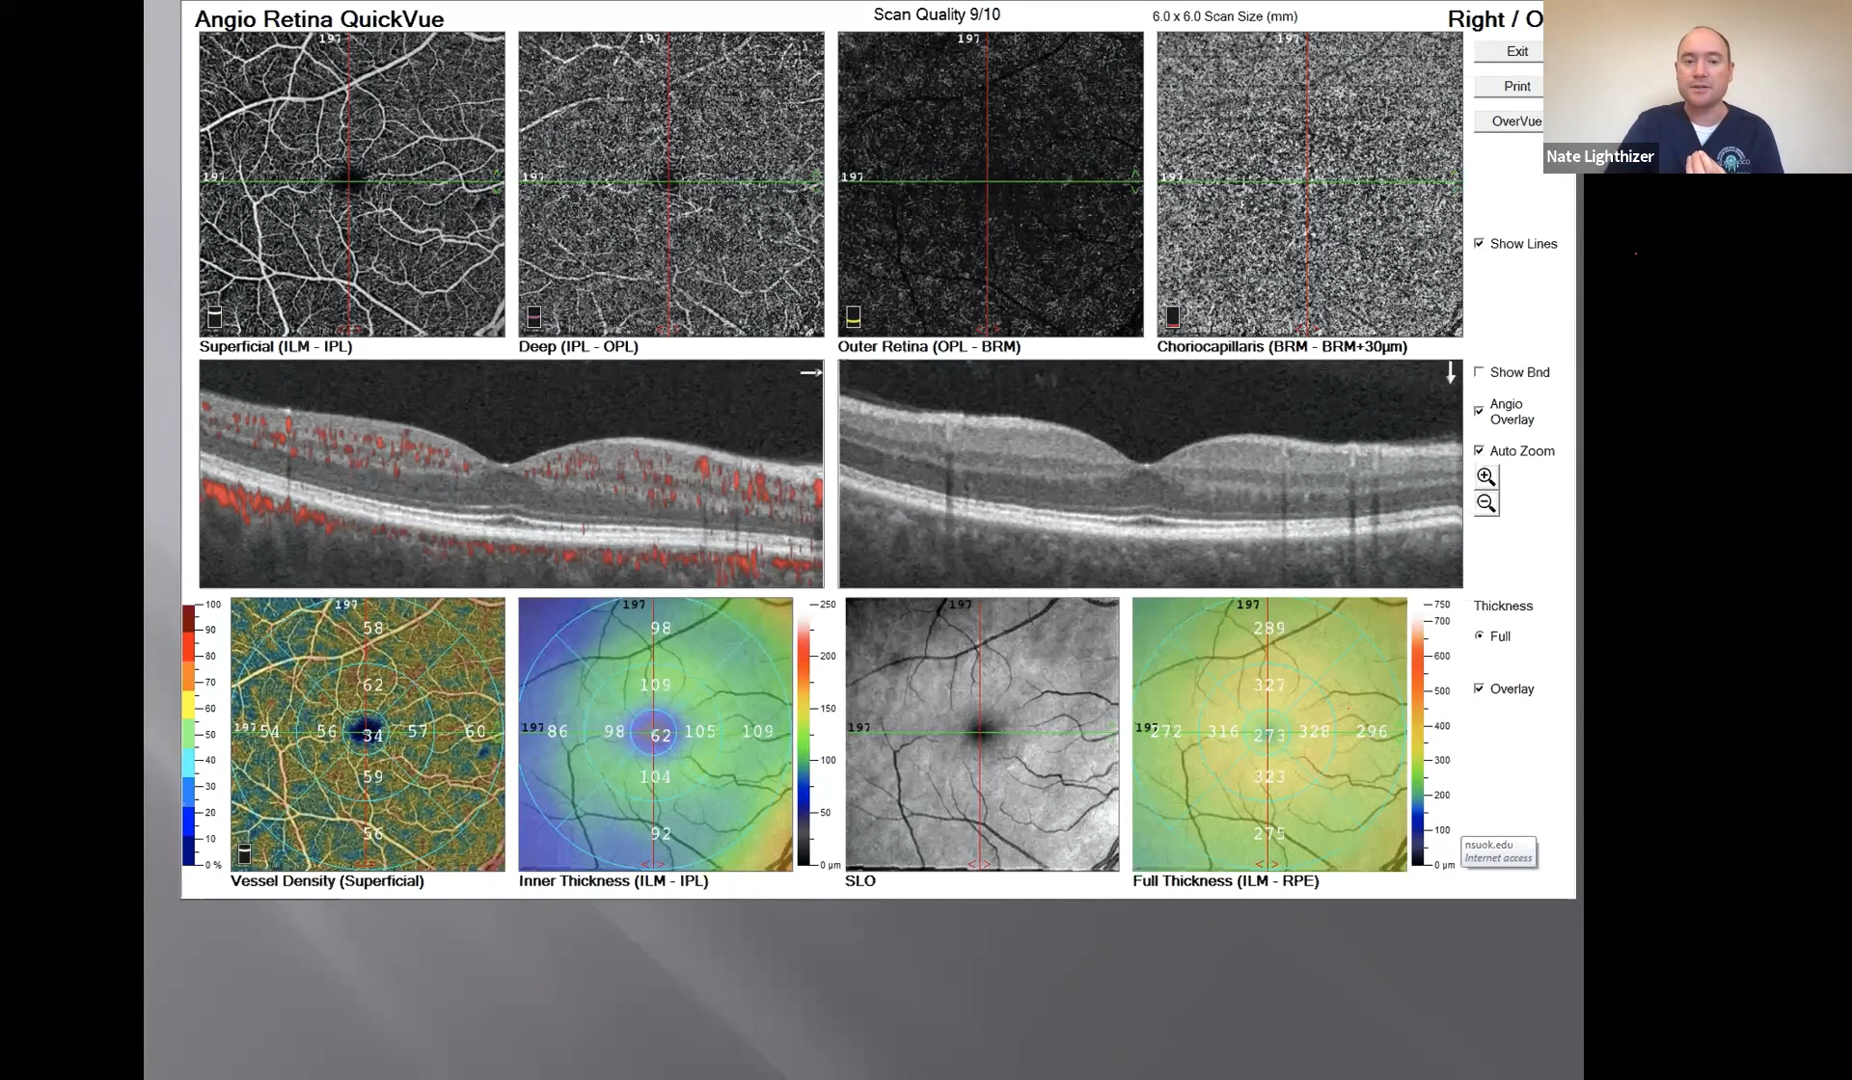 Angio Retina QuickVue
Scan Quality 9/10
6.0 x 6.0 Scan Size (mm)
Right / O
Exit
Print
OverVue
Nate Lighthizer
197
197
197
197
197
197
197
197
Show Lines
Superficial (ILM - IPL)
Deep (IPL - OPL)
Outer Retina (OPL - BRM)
Choriocapillaris (BRM - BRM+30µm)
Show Bnd
Angio
Overlay
Auto Zoom
100
90
80
70
60
50
40
30
20
10
0 %
197
58
62
197 54 56 34 57 60
59
56
Vessel Density (Superficial)
197
98
109
197 86 98 62 105 109
104
92
Inner Thickness (ILM - IPL)
250
200
150
100
50
0 µm
197
197
SLO
197
289
327
197 272 316 273 328 296
323
275
Full Thickness (ILM - RPE)
750
700
600
500
400
300
200
100
0 µm
Thickness
Full
Overlay
nsuok.edu
Internet access